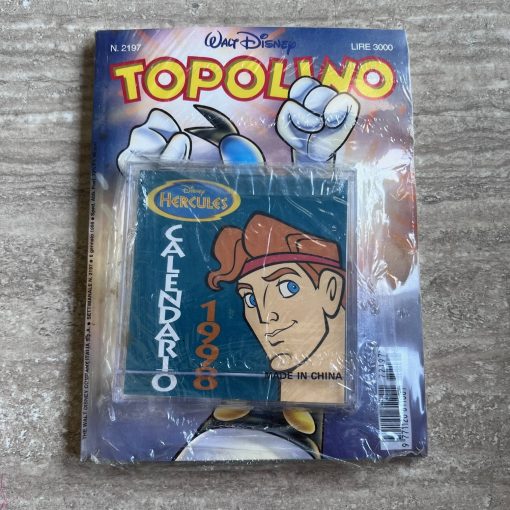 N. 2197
WALT DISNEY
LIRE 3000
TOPOLINO
Disney
HERCULES
CALENDARIO
1998
MADE IN CHINA